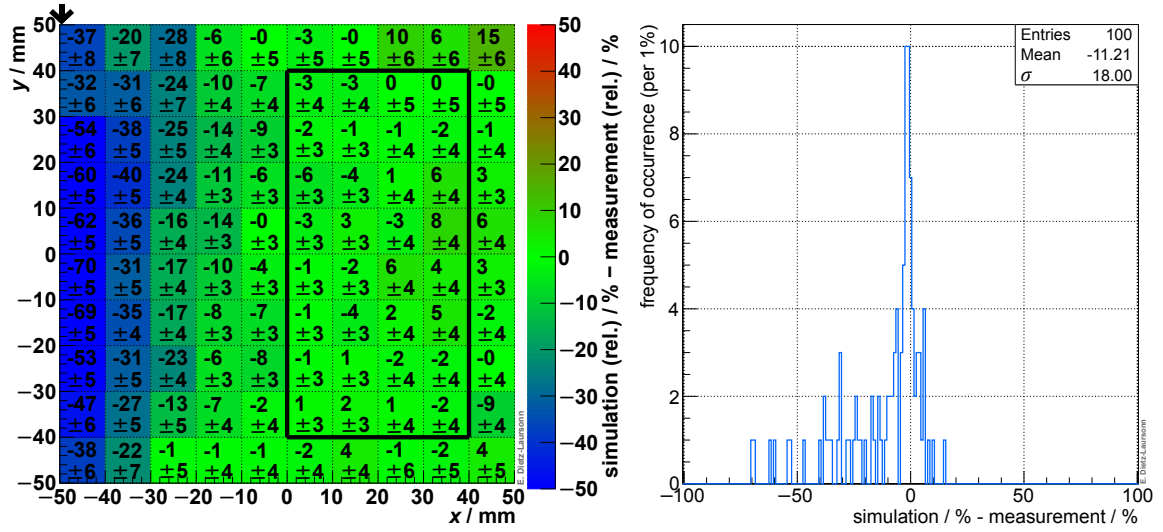 50 -37 -20 -28 -6 -0 -3 -0 10 6 15
±8 ±7 ±8 ±6 ±5 ±5 ±5 ±6 ±6 ±6
40 -32 -31 -24 -10 -7 -3 -3 0 0 -0
±6 ±6 ±7 ±4 ±4 ±4 ±4 ±5 ±5 ±5
30 -54 -38 -25 -14 -9 -2 -1 -1 -2 -1
±6 ±5 ±5 ±4 ±3 ±3 ±3 ±4 ±4 ±4
20 -60 -40 -24 -11 -6 -6 -4 1 6 3
±5 ±5 ±4 ±3 ±3 ±3 ±3 ±4 ±4 ±3
10 -62 -36 -16 -14 -0 -3 3 -3 8 6
±5 ±5 ±4 ±3 ±3 ±3 ±3 ±4 ±4 ±4
0 -70 -31 -17 -10 -4 -1 -2 6 4 3
±5 ±5 ±4 ±3 ±3 ±3 ±3 ±4 ±4 ±3
−10 -69 -35 -17 -8 -7 -1 -4 2 5 -2
±5 ±4 ±4 ±3 ±3 ±3 ±3 ±4 ±4 ±4
−20 -53 -31 -23 -6 -8 -1 1 -2 -2 -0
±5 ±5 ±4 ±3 ±3 ±3 ±3 ±4 ±4 ±4
−30 -47 -27 -13 -7 -2 1 2 1 -2 -9
±6 ±5 ±5 ±4 ±4 ±3 ±3 ±4 ±4 ±4
−40 -38 -22 -1 -1 -1 -2 4 -1 -2 4
±6 ±7 ±5 ±4 ±4 ±4 ±4 ±6 ±5 ±5
−50
−50 −40 −30 −20 −10 0 10 20 30 40 50
y / mm
x / mm
E. Dietz-Laursonn
50
40
30
20
10
0
−10
−20
−30
−40
−50
simulation (rel.) / % − measurement (rel.) / %
Entries 100
Mean -11.21
σ 18.00
10
8
6
4
2
0
frequency of occurrence (per 1%)
−100 −50 0 50 100
simulation / % - measurement / %
E. Dietz-Laursonn